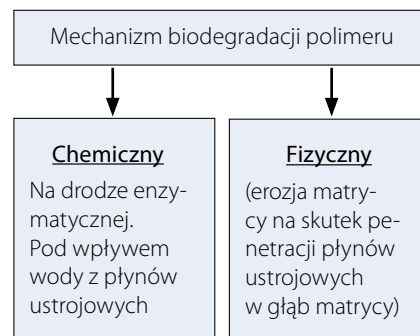 Mechanizm biodegradacji polimeru
Chemiczny
Na drodze enzy-
matycznej.
Pod wpływem
wody z płynów
ustrojowych
Fizyczny
(erozja matry-
cy na skutek pe-
netracji płynów
ustrojowych
w głąb matrycy)